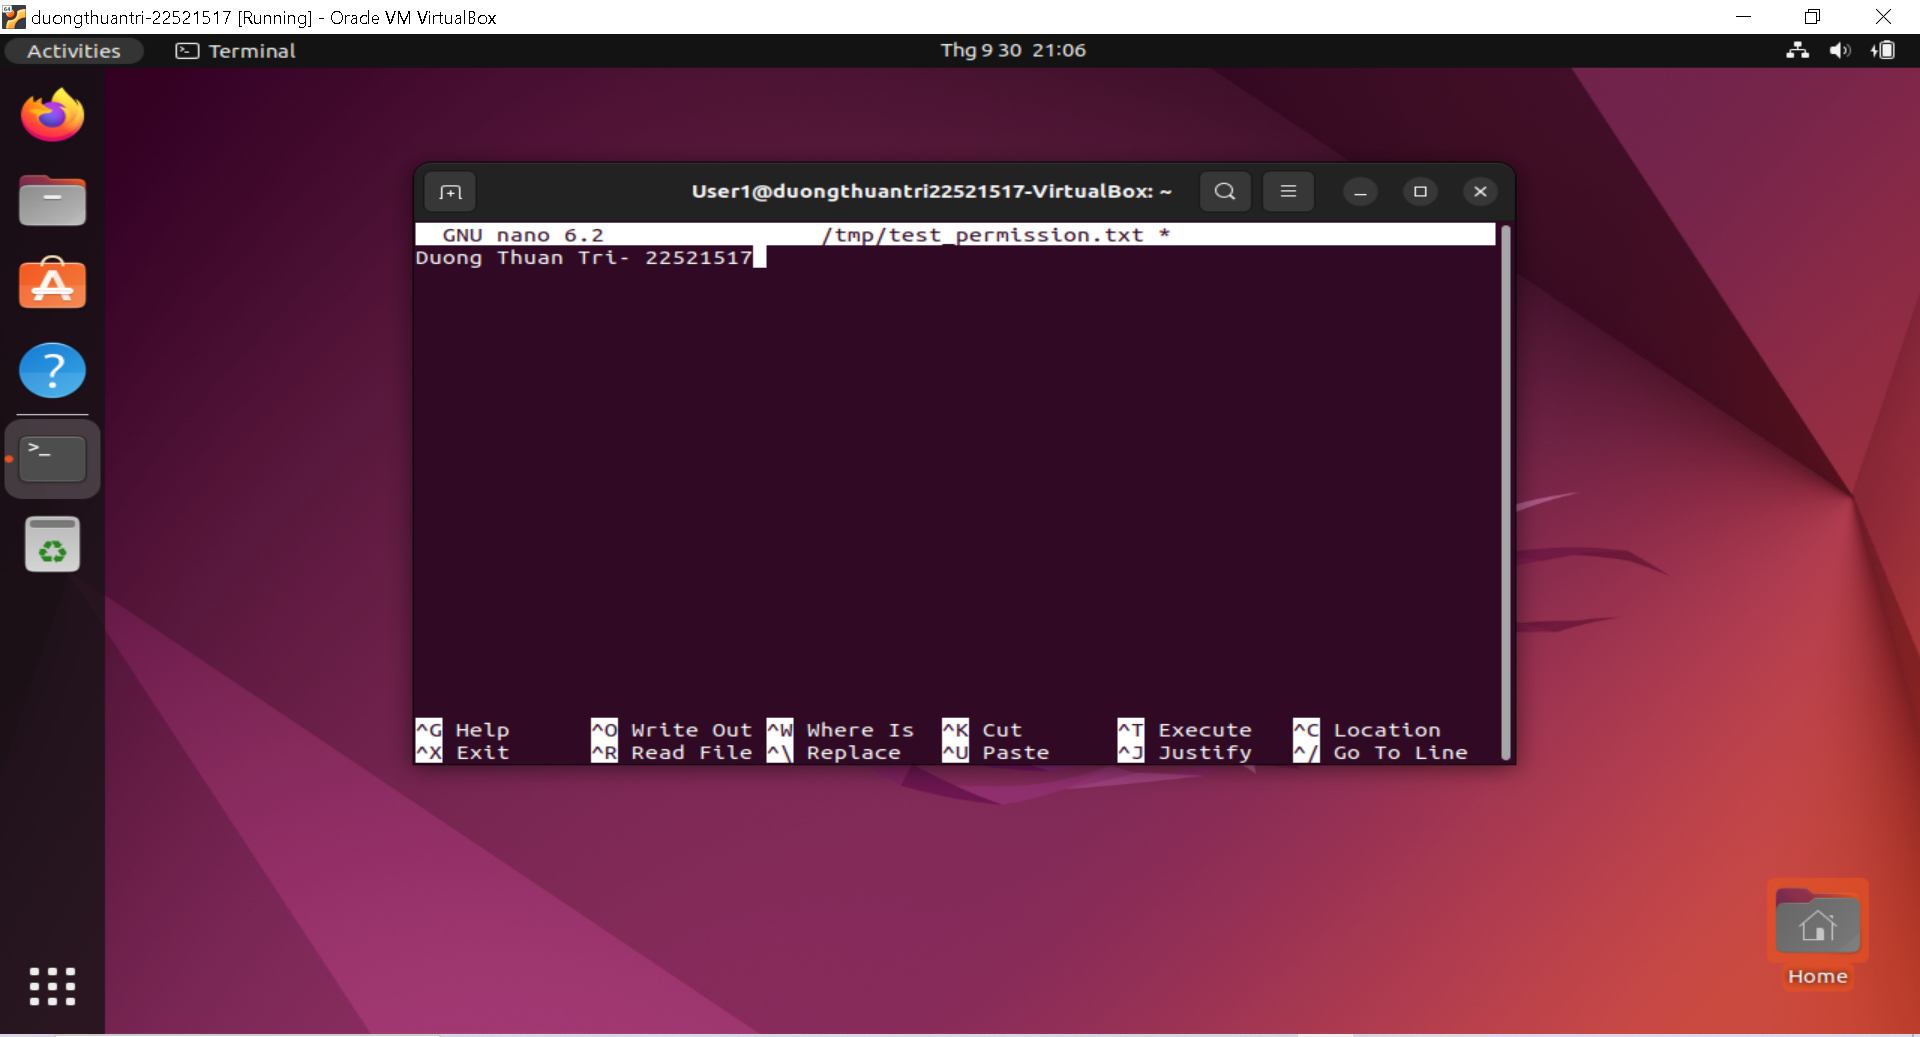 duongthuantri-22521517 [Running] - Oracle VM VirtualBox
Activities
Terminal
Thg 9 30 21:06
User1@duongthuantri22521517-VirtualBox: ~
GNU nano 6.2 /tmp/test_permission.txt *
Duong Thuan Tri- 22521517
^G Help ^O Write Out ^W Where Is ^K Cut ^T Execute ^C Location
^X Exit ^R Read File ^\ Replace ^U Paste ^J Justify ^/ Go To Line
Home